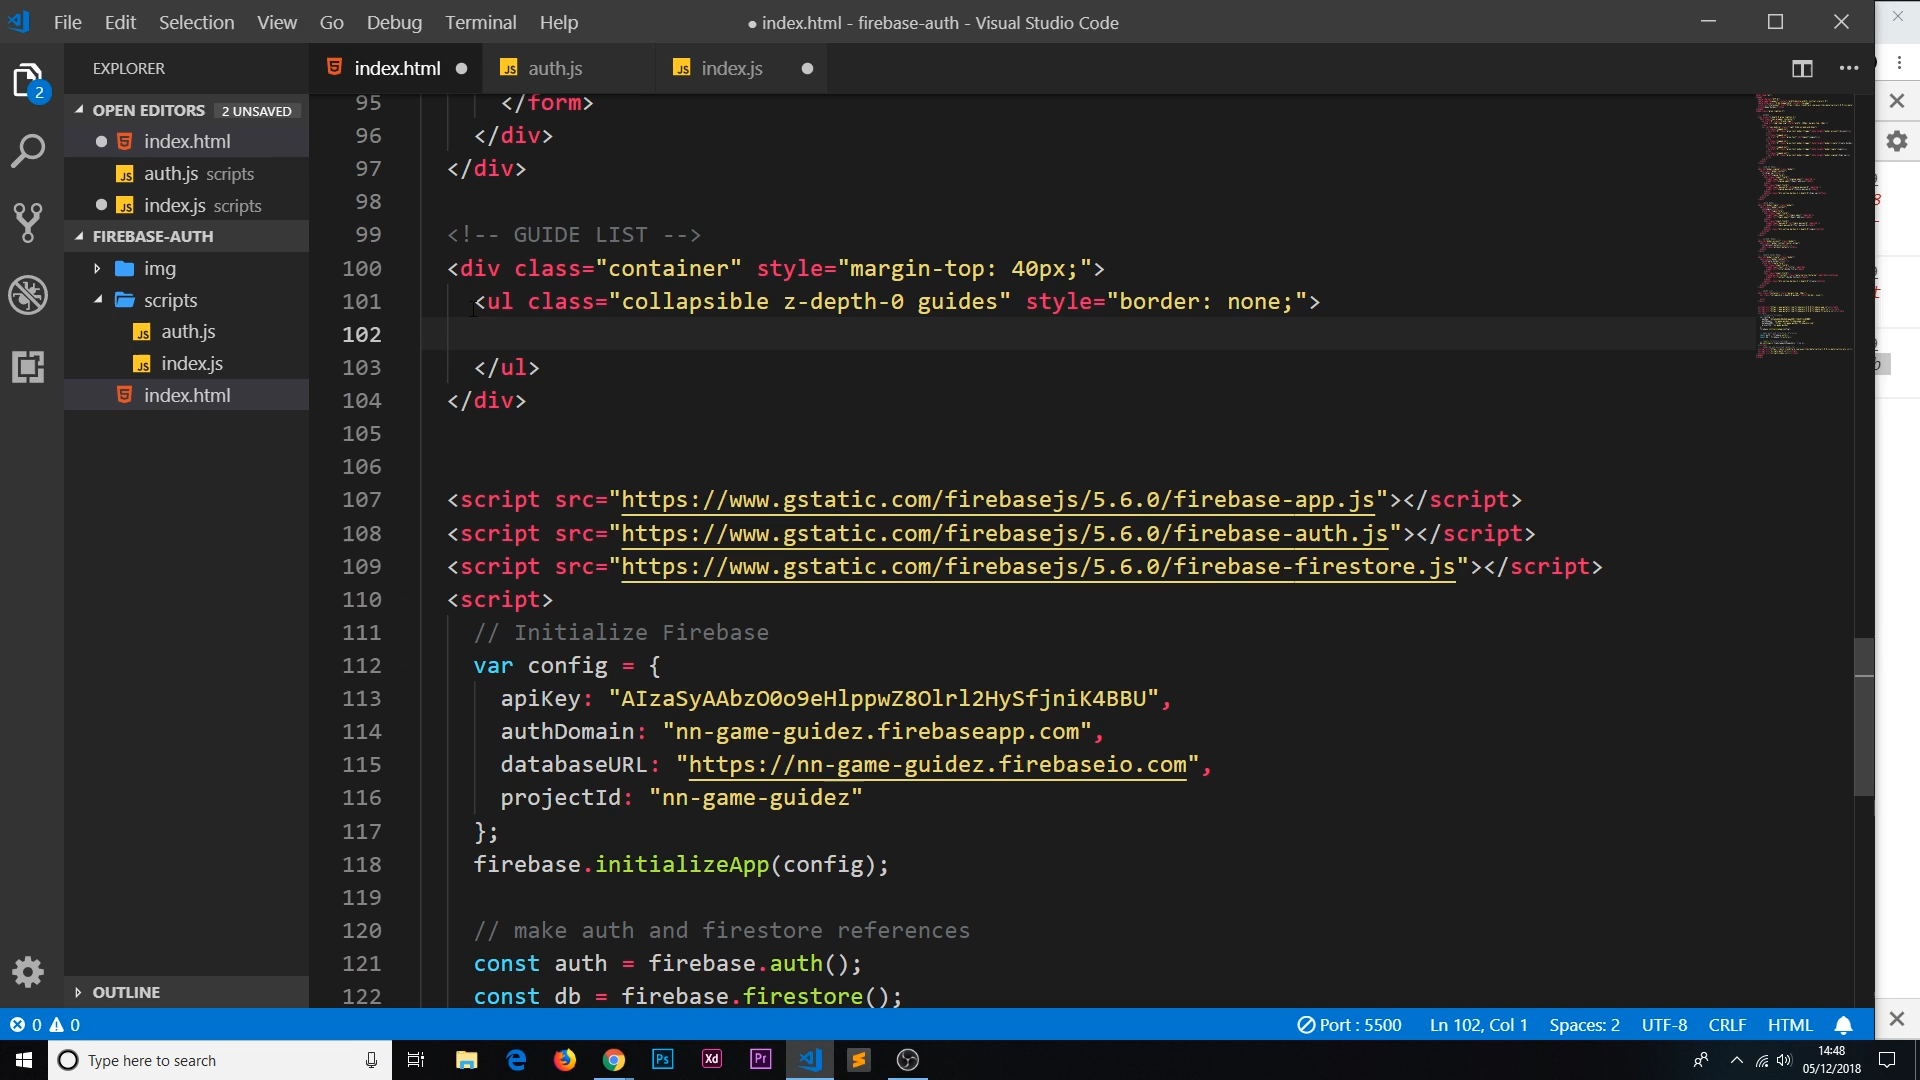 File Edit Selection View Go Debug Terminal Help
● index.html - firebase-auth - Visual Studio Code
EXPLORER
index.html
auth.js
index.js
OPEN EDITORS 2 UNSAVED
index.html
auth.js scripts
index.js scripts
FIREBASE-AUTH
img
scripts
auth.js
index.js
index.html
OUTLINE
2
95 </form>
96 </div>
97 </div>
98
99 <!-- GUIDE LIST -->
100 <div class="container" style="margin-top: 40px;">
101 <ul class="collapsible z-depth-0 guides" style="border: none;">
102
103 </ul>
104 </div>
105
106
107 <script src="https://www.gstatic.com/firebasejs/5.6.0/firebase-app.js"></script>
108 <script src="https://www.gstatic.com/firebasejs/5.6.0/firebase-auth.js"></script>
109 <script src="https://www.gstatic.com/firebasejs/5.6.0/firebase-firestore.js"></script>
110 <script>
111 // Initialize Firebase
112 var config = {
113 apiKey: "AIzaSyAAbzO0o9eHlppwZ8Olrl2HySfjniK4BBU",
114 authDomain: "nn-game-guidez.firebaseapp.com",
115 databaseURL: "https://nn-game-guidez.firebaseio.com",
116 projectId: "nn-game-guidez"
117 };
118 firebase.initializeApp(config);
119
120 // make auth and firestore references
121 const auth = firebase.auth();
122 const db = firebase.firestore();
0 0
Port : 5500 Ln 102, Col 1 Spaces: 2 UTF-8 CRLF HTML
Type here to search
Ps Xd Pr
14:48
05/12/2018